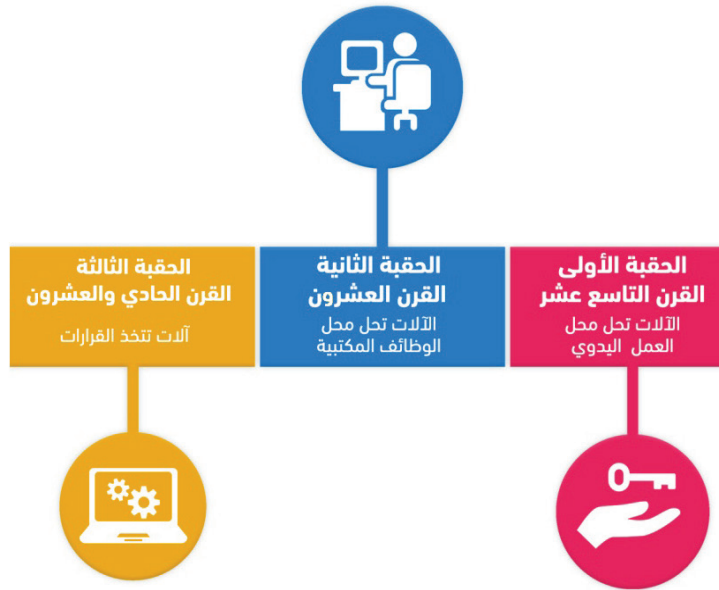 الحقبة الأولى
القرن التاسع عشر
الآلات تحل محل
العمل اليدوي
الحقبة الثانية
القرن العشرون
الآلات تحل محل
الوظائف المكتبية
الحقبة الثالثة
القرن الحادي والعشرون
آلات تتخذ القرارات